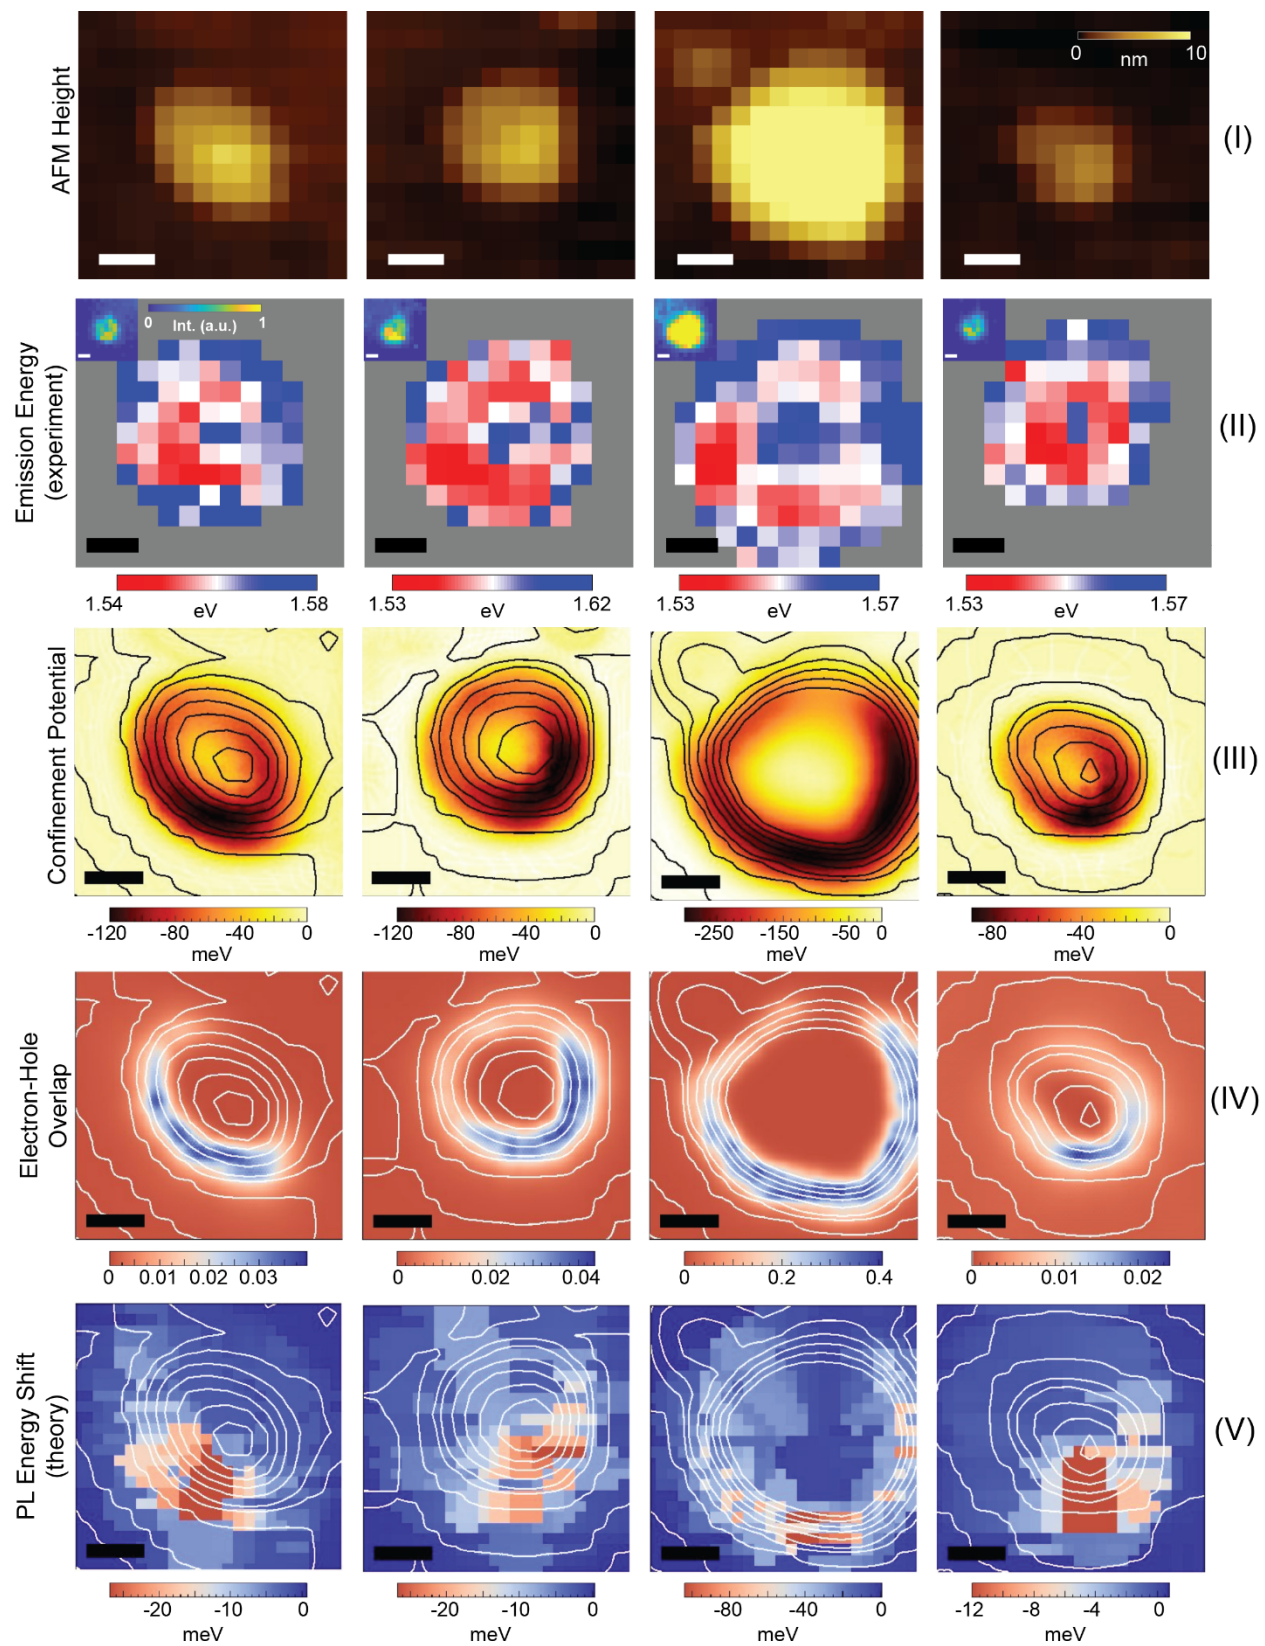 AFM Height
0
10
nm
(I)
Emission Energy
(experiment)
0
Int. (a.u.)
1
(II)
1.54
eV
1.58
1.53
eV
1.62
1.53
eV
1.57
1.53
eV
1.57
Confinement Potential
(III)
-120
-80
-40
0
meV
-120
-80
-40
0
meV
-250
-150
-50
0
meV
-80
-40
0
meV
Electron-Hole
Overlap
(IV)
0
0.01
0.02
0.03
0
0.02
0.04
0
0.2
0.4
0
0.01
0.02
PL Energy Shift
(theory)
(V)
-20
-10
0
meV
-20
-10
0
meV
-80
-40
0
meV
-12
-8
-4
0
meV